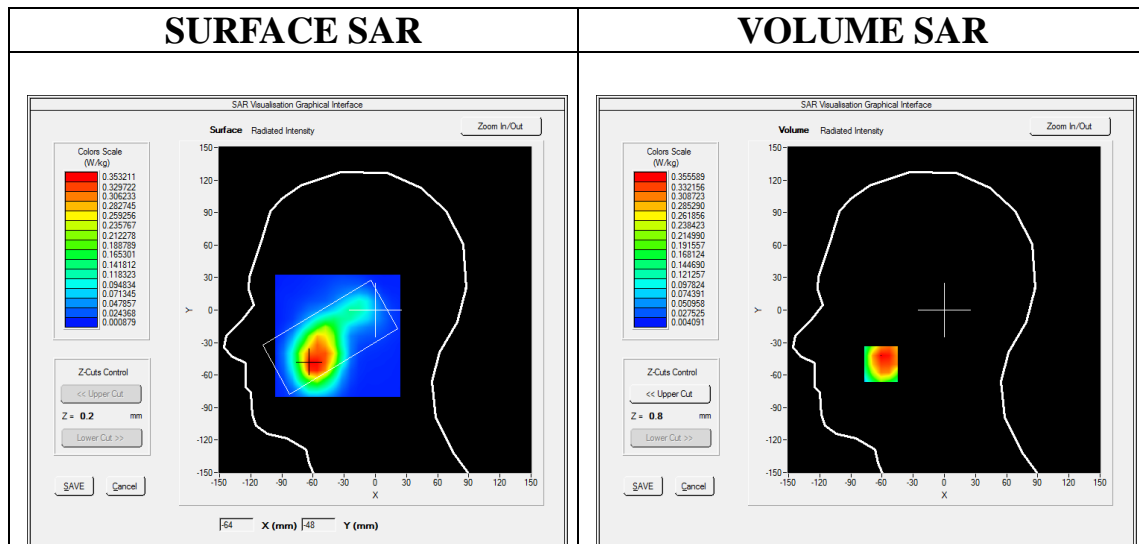 SURFACE SAR
VOLUME SAR
SAR Visualisation Graphical Interface
Surface Radiated Intensity
Zoom In/Out
Colors Scale
(W/kg)
0.353211
0.329722
0.306233
0.282745
0.259256
0.235767
0.212278
0.188789
0.165301
0.141812
0.118323
0.094834
0.071345
0.047857
0.024368
0.000879
150
120
90
60
30
0
-30
-60
-90
-120
-150
Y
-150 -120 -90 -60 -30 0 30 60 90 120 150
X
Z-Cuts Control
<< Upper Cut
Z = 0.2 mm
Lower Cut >>
SAVE Cancel
-64 X (mm) -48 Y (mm)
SAR Visualisation Graphical Interface
Volume Radiated Intensity
Zoom In/Out
Colors Scale
(W/kg)
0.355589
0.332156
0.308723
0.285290
0.261856
0.238423
0.214990
0.191557
0.168124
0.144690
0.121257
0.097824
0.074391
0.050958
0.027525
0.004091
150
120
90
60
30
0
-30
-60
-90
-120
-150
Y
-150 -120 -90 -60 -30 0 30 60 90 120 150
X
Z-Cuts Control
<< Upper Cut
Z = 0.8 mm
Lower Cut >>
SAVE Cancel